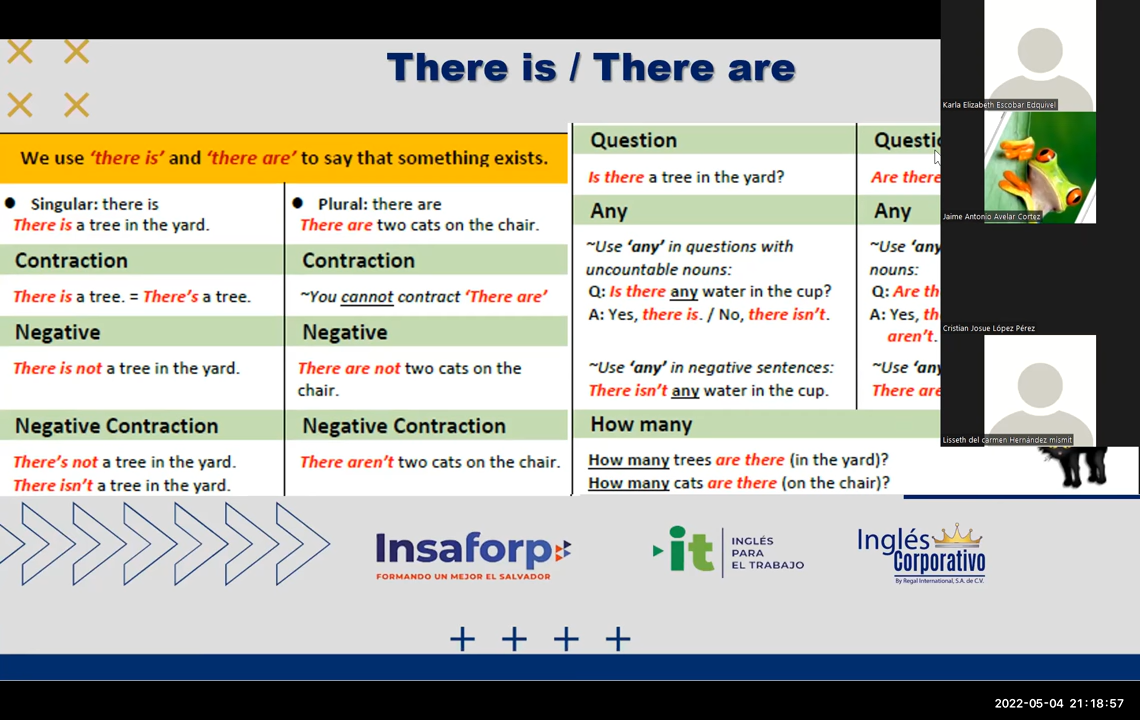 There is / There are
We use ‘there is’ and ‘there are’ to say that something exists.
Singular: there is
There is a tree in the yard.
Contraction
There is a tree. = There's a tree.
Negative
There is not a tree in the yard.
Negative Contraction
There's not a tree in the yard.
There isn't a tree in the yard.
Plural: there are
There are two cats on the chair.
Contraction
~You cannot contract ‘There are’
Negative
There are not two cats on the
chair.
Negative Contraction
There aren't two cats on the chair.
Question
Is there a tree in the yard?
Any
~Use ‘any’ in questions with
uncountable nouns:
Q: Is there any water in the cup?
A: Yes, there is. / No, there isn't.
~Use ‘any’ in negative sentences:
There isn't any water in the cup.
Are there
Any
~Use ‘any
nouns:
Q: Are th
A: Yes, th
aren't.
~Use ‘any
There are
How many
How many trees are there (in the yard)?
How many cats are there (on the chair)?
Karla Elizabeth Escobar Edquivel
Jaime Antonio Avelar Cortez
Cristian Josue López Pérez
Lisseth del carmen Hernández mismit
Insaforp
FORMANDO UN MEJOR EL SALVADOR
it
INGLÉS
PARA
EL TRABAJO
Inglés
Corporativo
By Regal International, S.A. de C.V.
2022-05-04 21:18:57